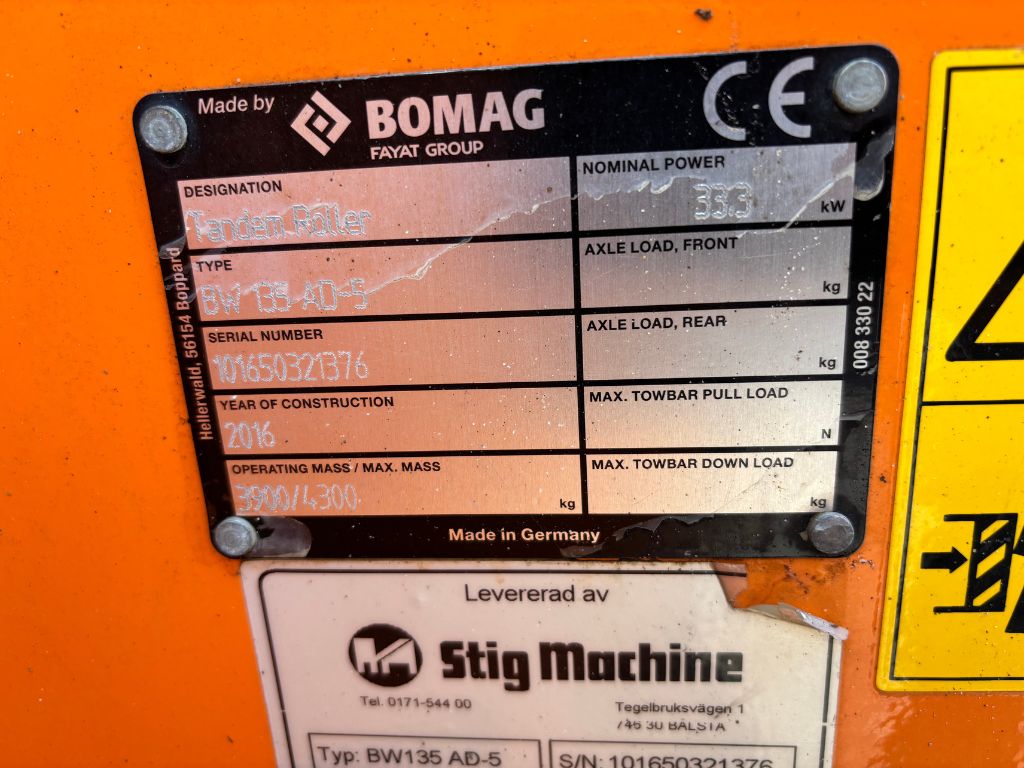 Made by BOMAG CE
FAYAT GROUP
DESIGNATION
Tandem Roller
NOMINAL POWER
33.3 kW
TYPE
BW 135 AD-5
AXLE LOAD, FRONT
kg
SERIAL NUMBER
101650321376
AXLE LOAD, REAR
kg
YEAR OF CONSTRUCTION
2016
MAX. TOWBAR PULL LOAD
N
OPERATING MASS / MAX. MASS
3900/4300 kg
MAX. TOWBAR DOWN LOAD
kg
Hellerwald, 56154 Boppard
008 330 22
Made in Germany
Levererad av
Stig Machine
Tel. 0171-544 00
Tegelbruksvägen 1
746 30 BÅLSTA
Typ: BW135 AD-5
S/N: 101650321376